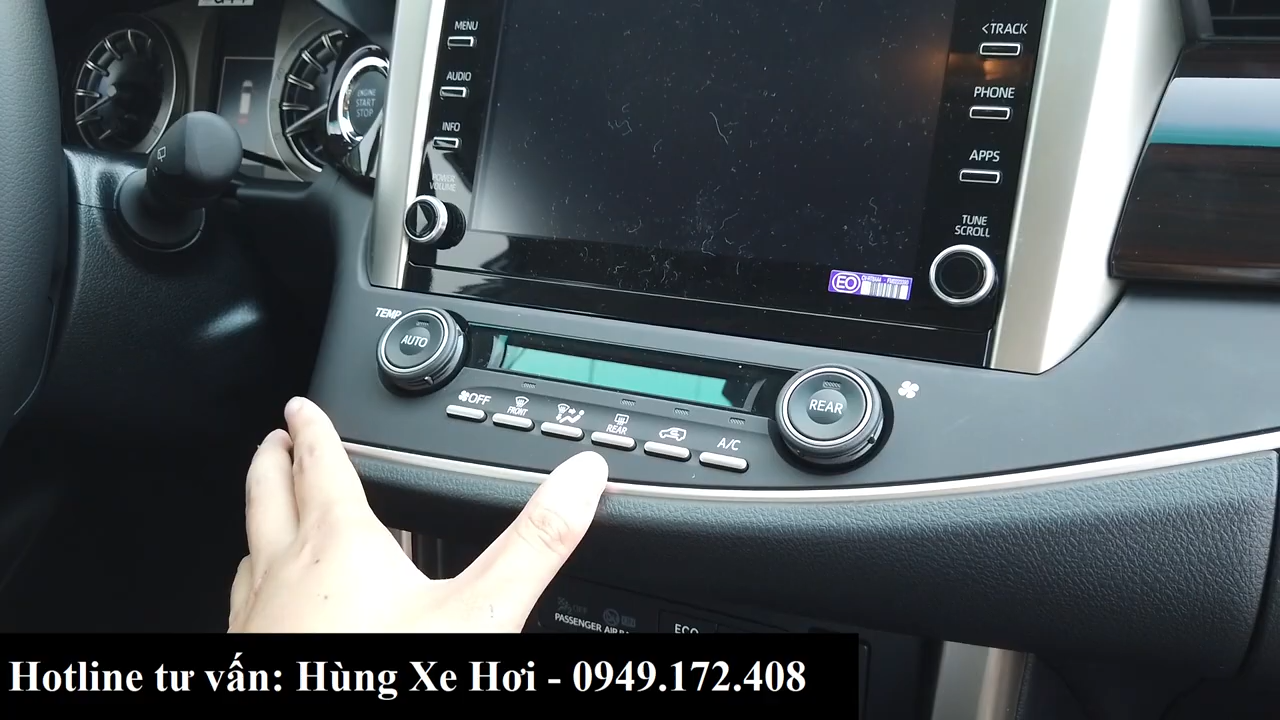 MENU
AUDIO
INFO
POWER
VOLUME
ENGINE
START
STOP
<TRACK
PHONE
APPS
TUNE
SCROLL
EO
TEMP
AUTO
OFF
FRONT
REAR
A/C
REAR
PASSENGER AIR
ECO
Hotline tư vấn: Hùng Xe Hơi - 0949.172.408